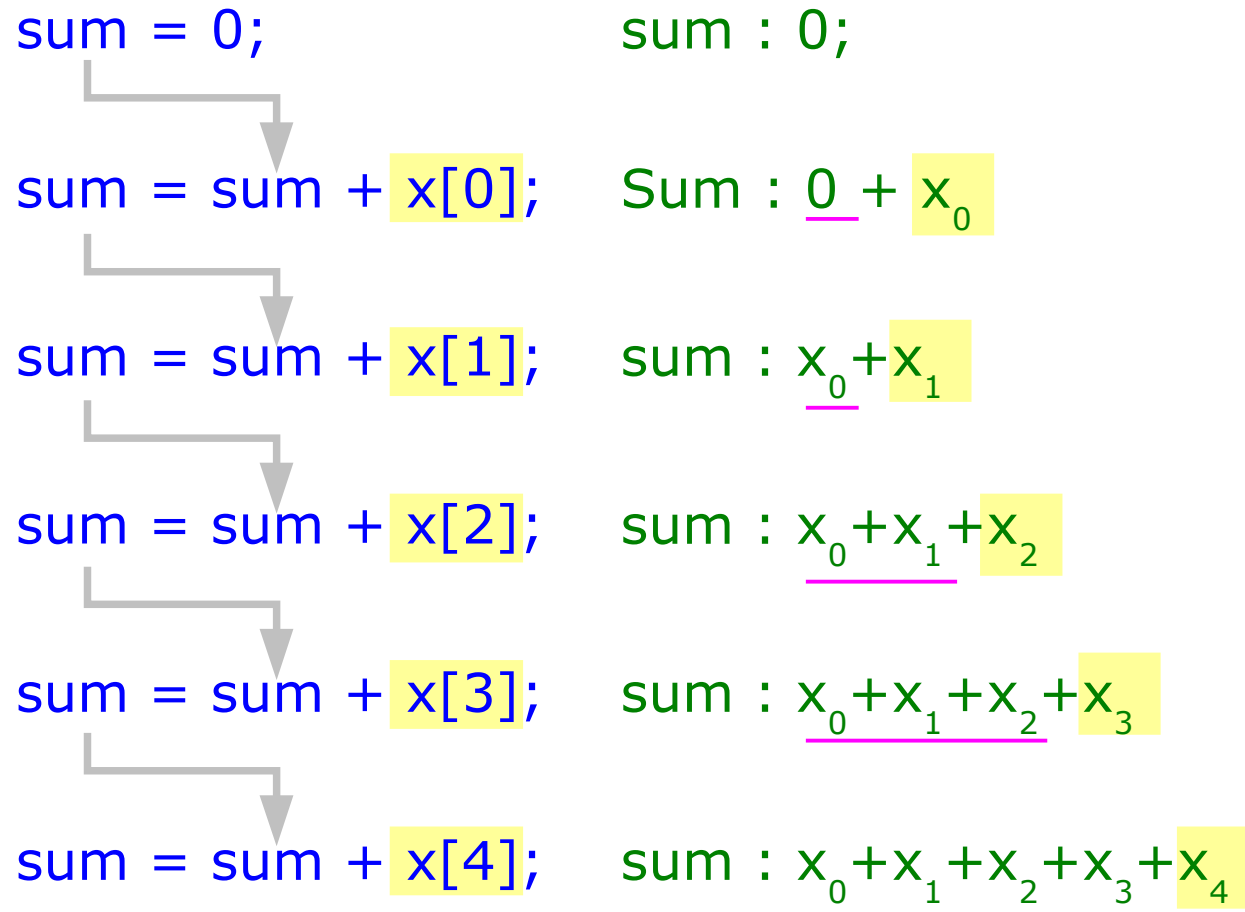 sum = 0; sum : 0;
sum = sum + x[0]; Sum : 0 + x₀
sum = sum + x[1]; sum : x₀+x₁
sum = sum + x[2]; sum : x₀+x₁+x₂
sum = sum + x[3]; sum : x₀+x₁+x₂+x₃
sum = sum + x[4]; sum : x₀+x₁+x₂+x₃+x₄